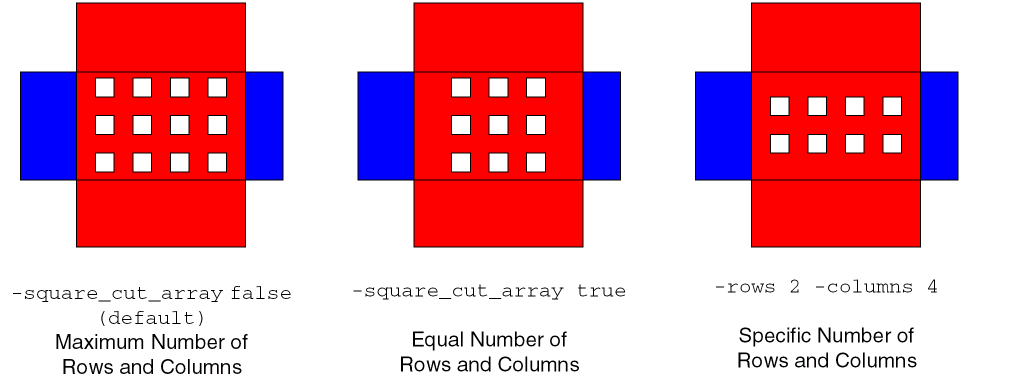 -square_cut_array false
(default)
Maximum Number of
Rows and Columns
-square_cut_array true
Equal Number of
Rows and Columns
-rows 2 -columns 4
Specific Number of
Rows and Columns